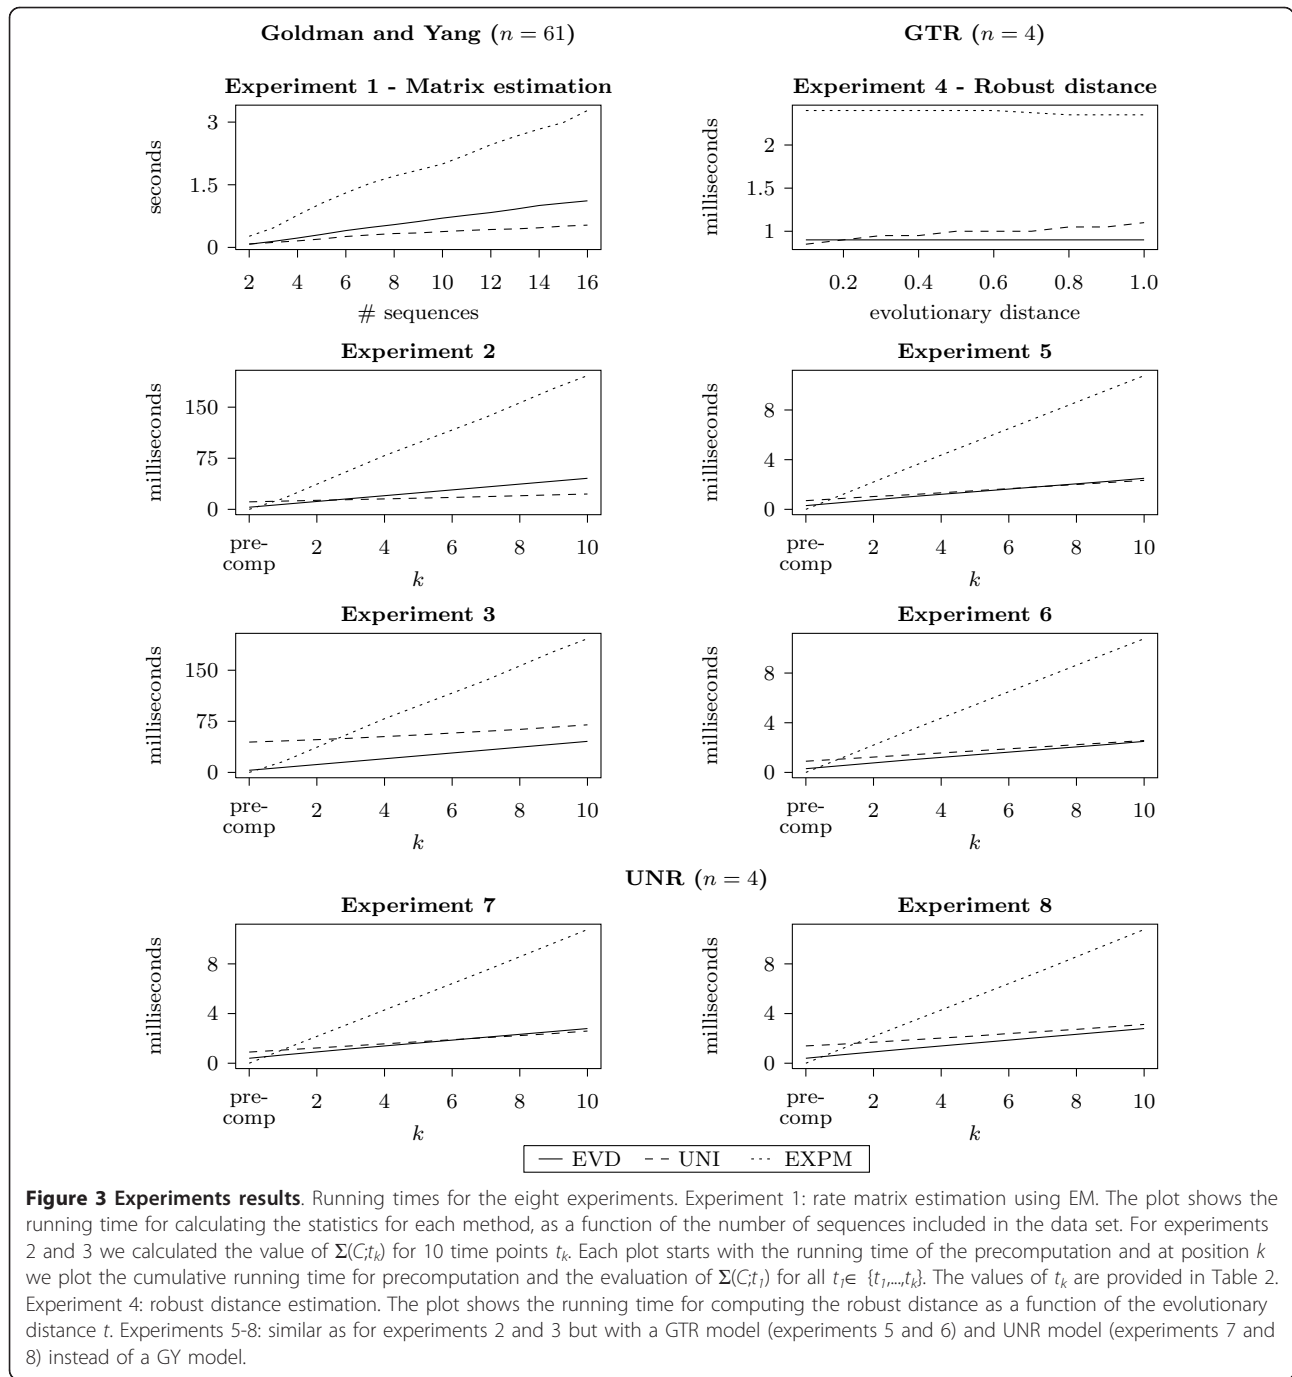 Goldman and Yang (n = 61)
GTR (n = 4)
Experiment 1 - Matrix estimation
seconds
3
1.5
0
2 4 6 8 10 12 14 16
# sequences
Experiment 4 - Robust distance
milliseconds
2
1.5
1
0.2 0.4 0.6 0.8 1.0
evolutionary distance
Experiment 2
milliseconds
150
75
0
pre-
comp
2 4 6 8 10
k
Experiment 5
milliseconds
8
4
0
pre-
comp
2 4 6 8 10
k
Experiment 3
milliseconds
150
75
0
pre-
comp
2 4 6 8 10
k
Experiment 6
milliseconds
8
4
0
pre-
comp
2 4 6 8 10
k
UNR (n = 4)
Experiment 7
milliseconds
8
4
0
pre-
comp
2 4 6 8 10
k
Experiment 8
milliseconds
8
4
0
pre-
comp
2 4 6 8 10
k
EVD UNI EXPM
Figure 3 Experiments results. Running times for the eight experiments. Experiment 1: rate matrix estimation using EM. The plot shows the
running time for calculating the statistics for each method, as a function of the number of sequences included in the data set. For experiments
2 and 3 we calculated the value of Σ(C;tₖ) for 10 time points tₖ. Each plot starts with the running time of the precomputation and at position k
we plot the cumulative running time for precomputation and the evaluation of Σ(C;t₁) for all t₁∈ {t₁,...,tₖ}. The values of tₖ are provided in Table 2.
Experiment 4: robust distance estimation. The plot shows the running time for computing the robust distance as a function of the evolutionary
distance t. Experiments 5-8: similar as for experiments 2 and 3 but with a GTR model (experiments 5 and 6) and UNR model (experiments 7 and
8) instead of a GY model.